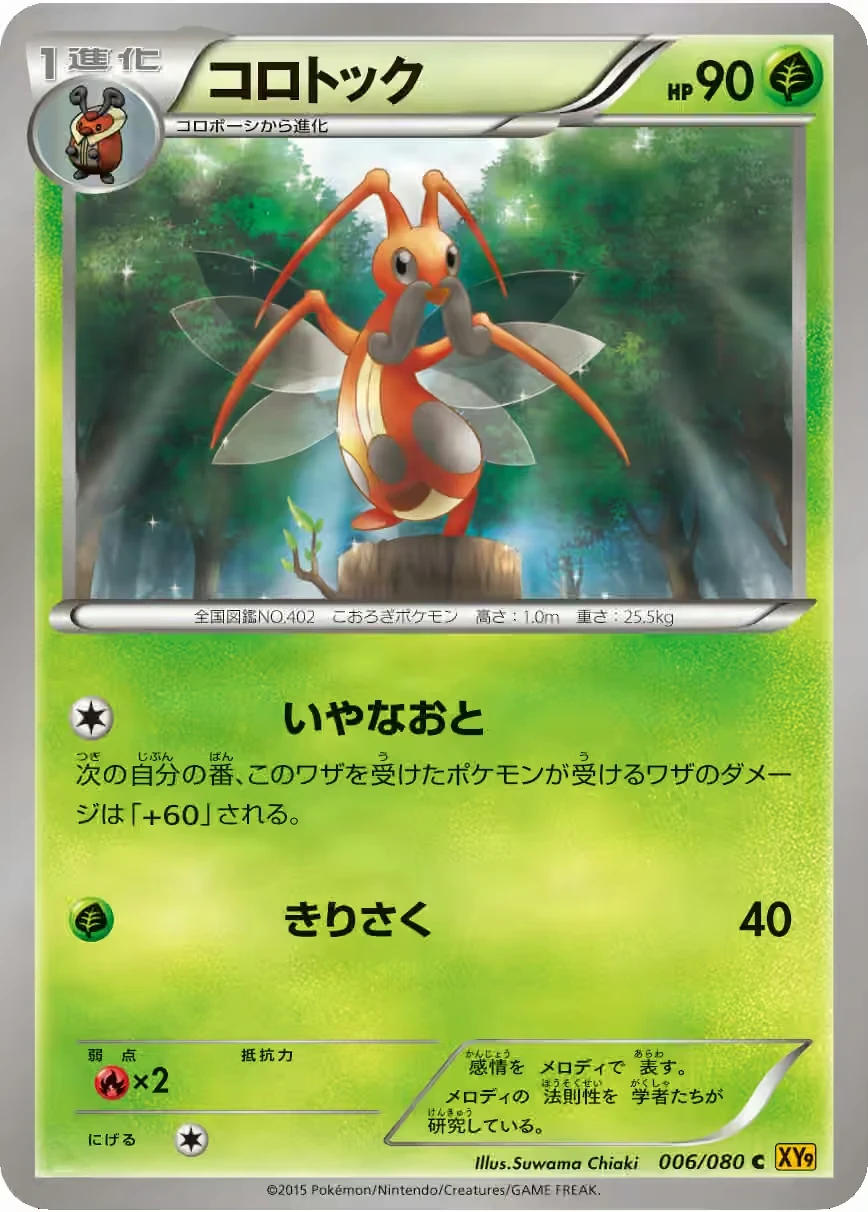 1進化
コロトック
HP90
コロボーシから進化
全国図鑑NO.402 こおろぎポケモン 高さ:1.0m 重さ:25.5kg
いやなおと
次の自分の番、このワザを受けたポケモンが受けるワザのダメー
ジは「+60」される。
きりさく 40
弱点 抵抗力
×2
にげる
感情を メロディで 表す。
メロディの 法則性を 学者たちが
研究している。
Illus.Suwama Chiaki 006/080 C XY9
©2015 Pokémon/Nintendo/Creatures/GAME FREAK.